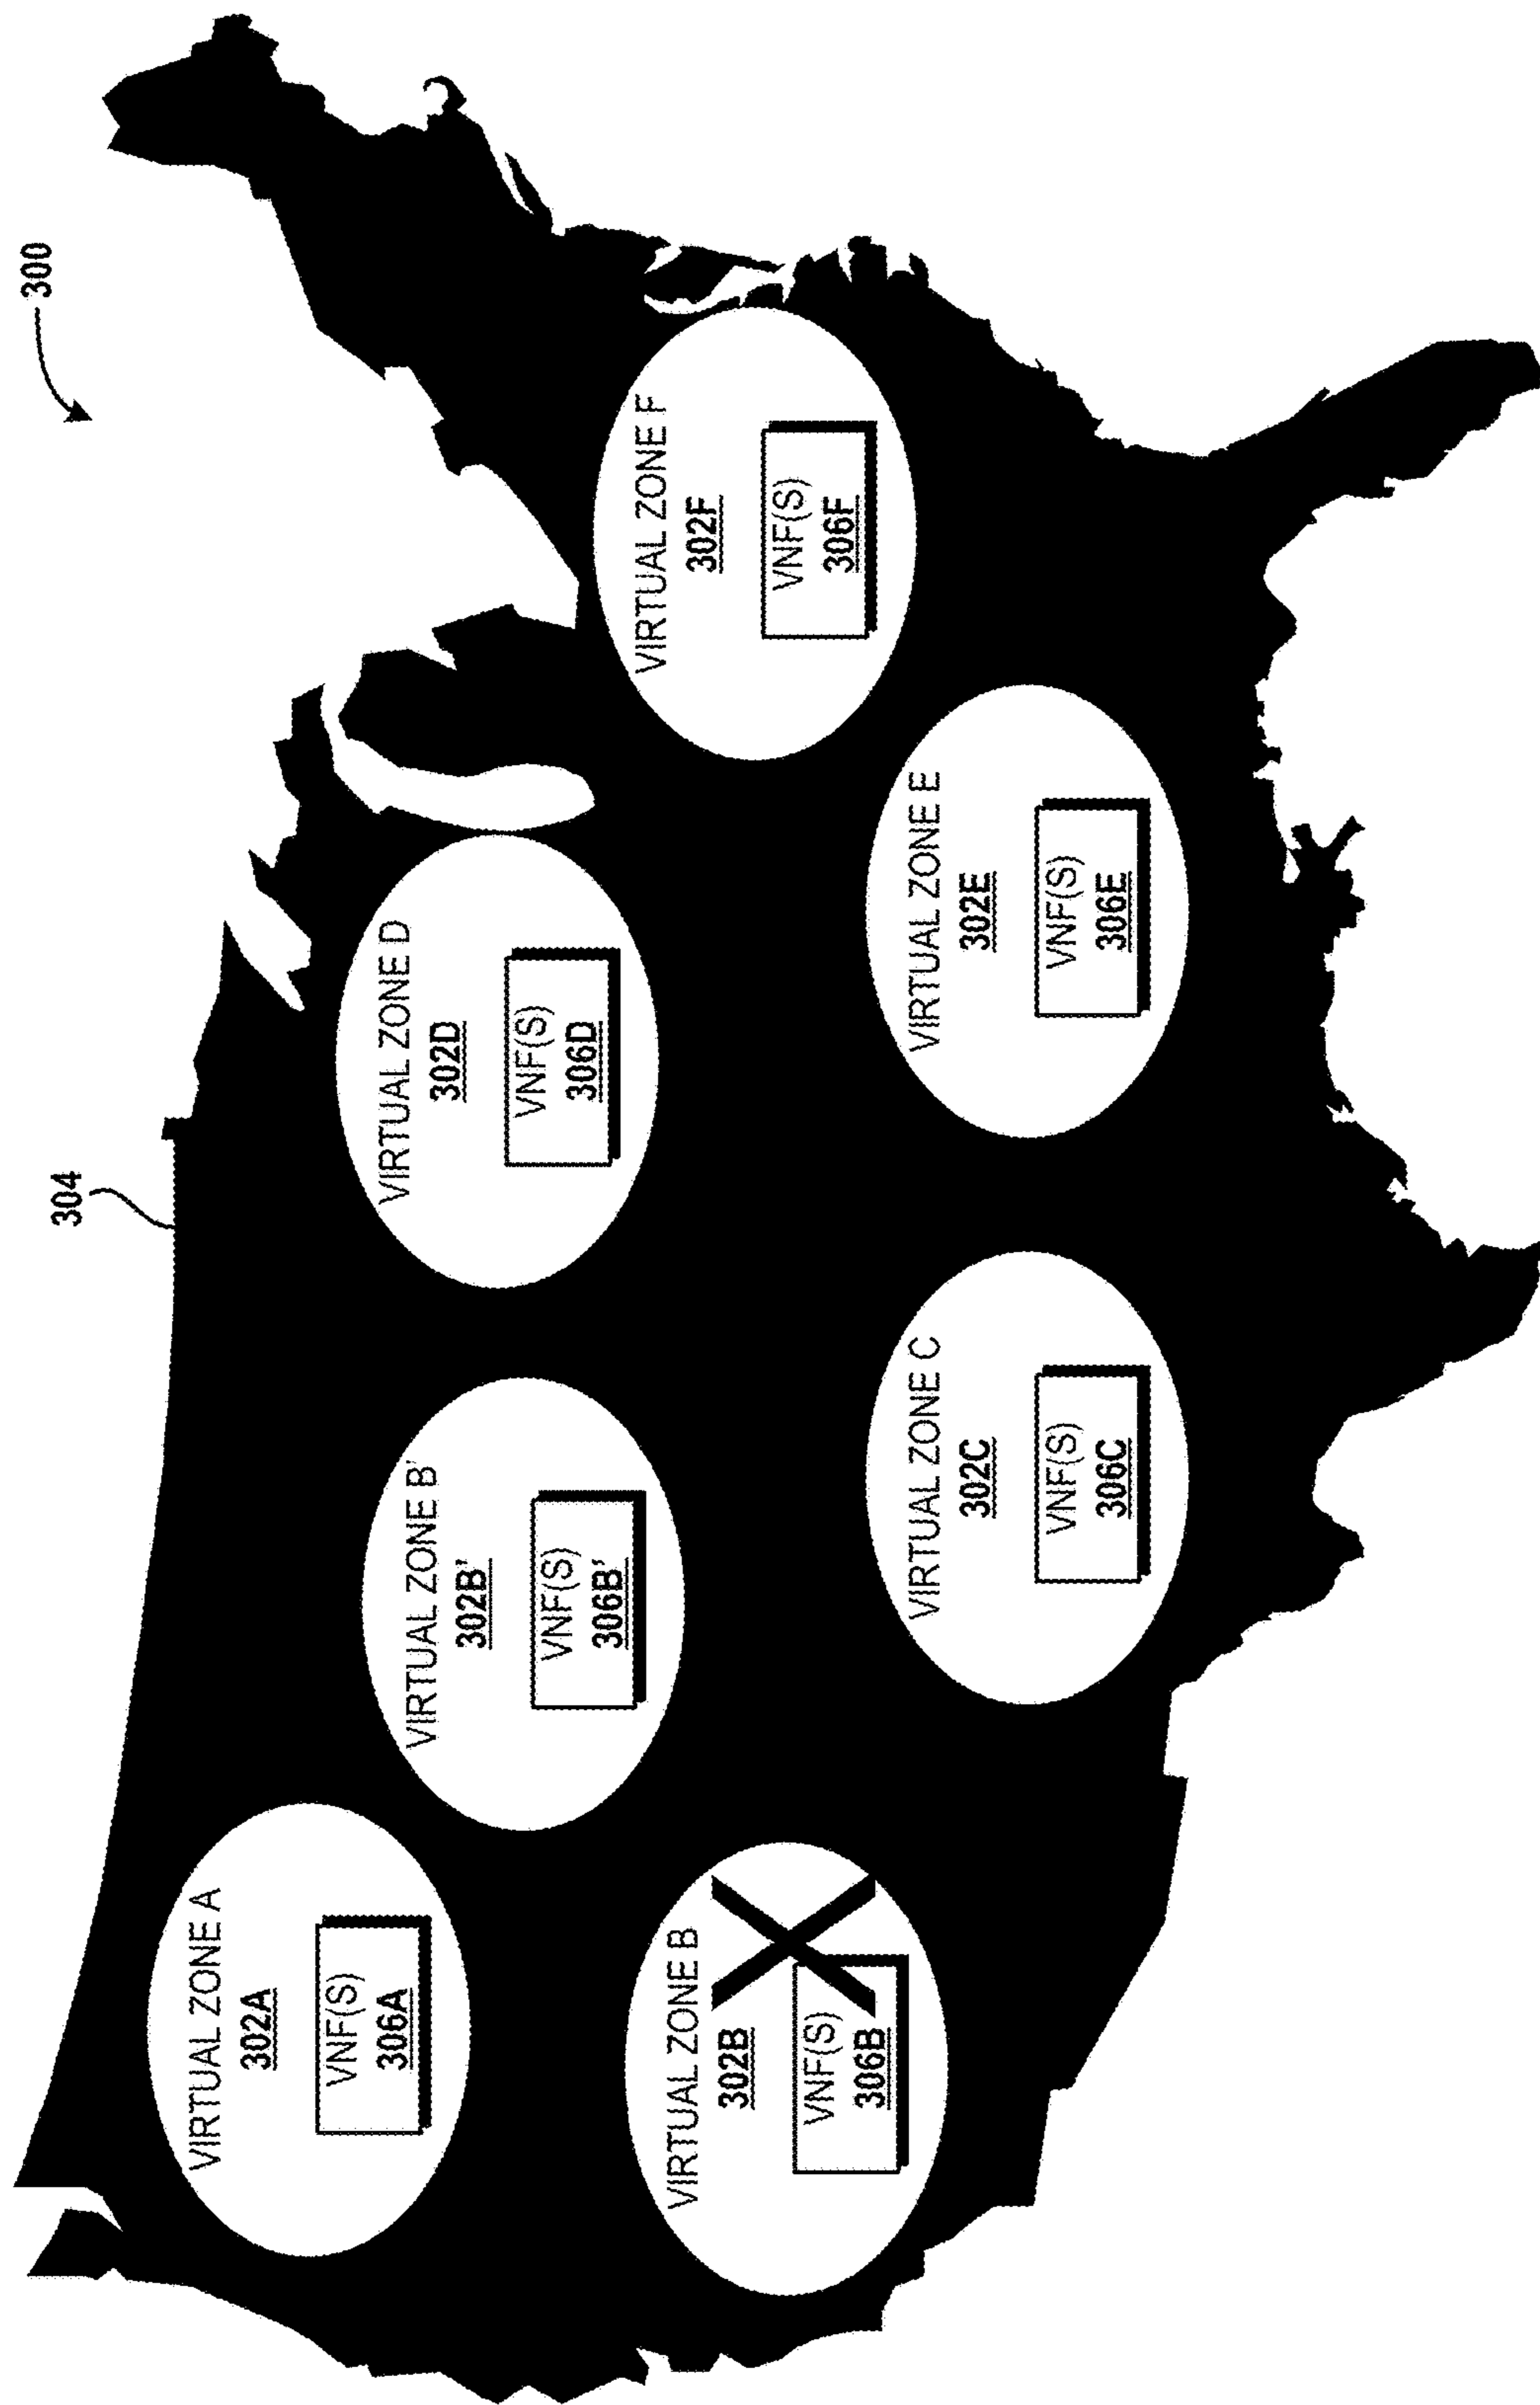 300
304
VIRTUAL ZONE A
302A
VNF(S)
306A
VIRTUAL ZONE B'
302B'
VNF(S)
306B'
VIRTUAL ZONE D
302D
VNF(S)
306D
VIRTUAL ZONE F
302F
VNF(S)
306F
VIRTUAL ZONE B
302B
VNF(S)
306B
VIRTUAL ZONE C
302C
VNF(S)
306C
VIRTUAL ZONE E
302E
VNF(S)
306E